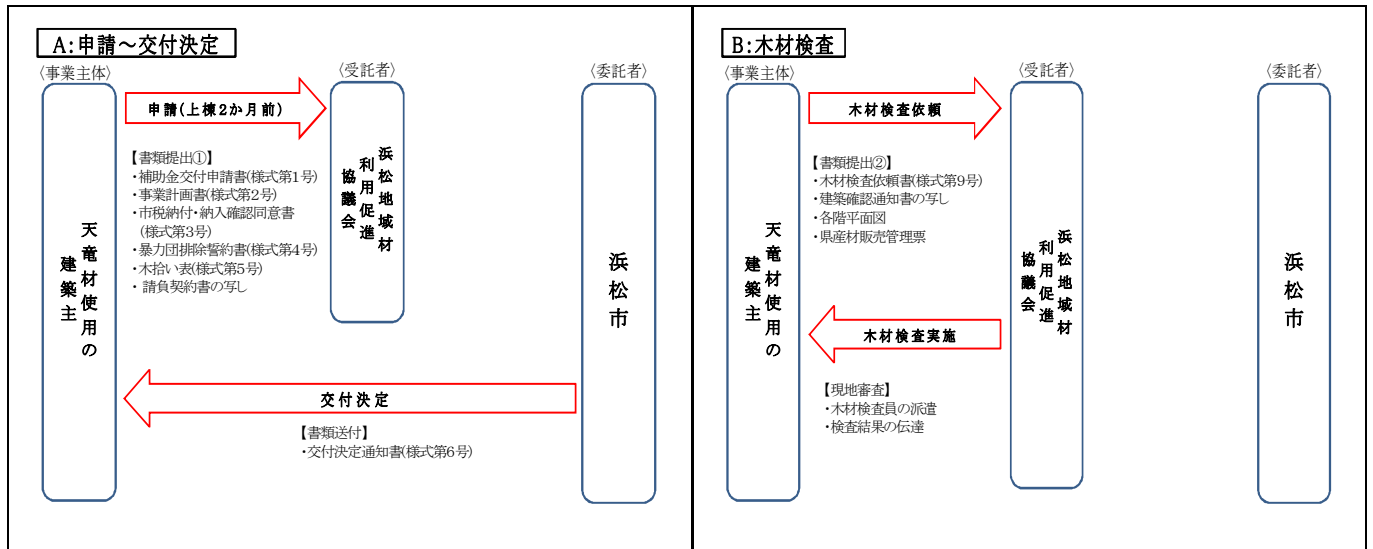 A:申請～交付決定
〈事業主体〉
〈受託者〉
〈委託者〉
天竜材使用の
建築主
申請(上棟2か月前)
【書類提出①】
・補助金交付申請書(様式第1号)
・事業計画書(様式第2号)
・市税納付・納入確認同意書
(様式第3号)
・暴力団排除誓約書(様式第4号)
・木拾い表(様式第5号)
・ 請負契約書の写し
浜松地域材
利用促進
協議会
浜松市
交付決定
【書類送付】
・交付決定通知書(様式第6号)
B:木材検査
〈事業主体〉
〈受託者〉
〈委託者〉
天竜材使用の
建築主
木材検査依頼
【書類提出②】
・木材検査依頼書(様式第9号)
・建築確認通知書の写し
・各階平面図
・県産材販売管理票
浜松地域材
利用促進
協議会
浜松市
木材検査実施
【現地審査】
・木材検査員の派遣
・検査結果の伝達